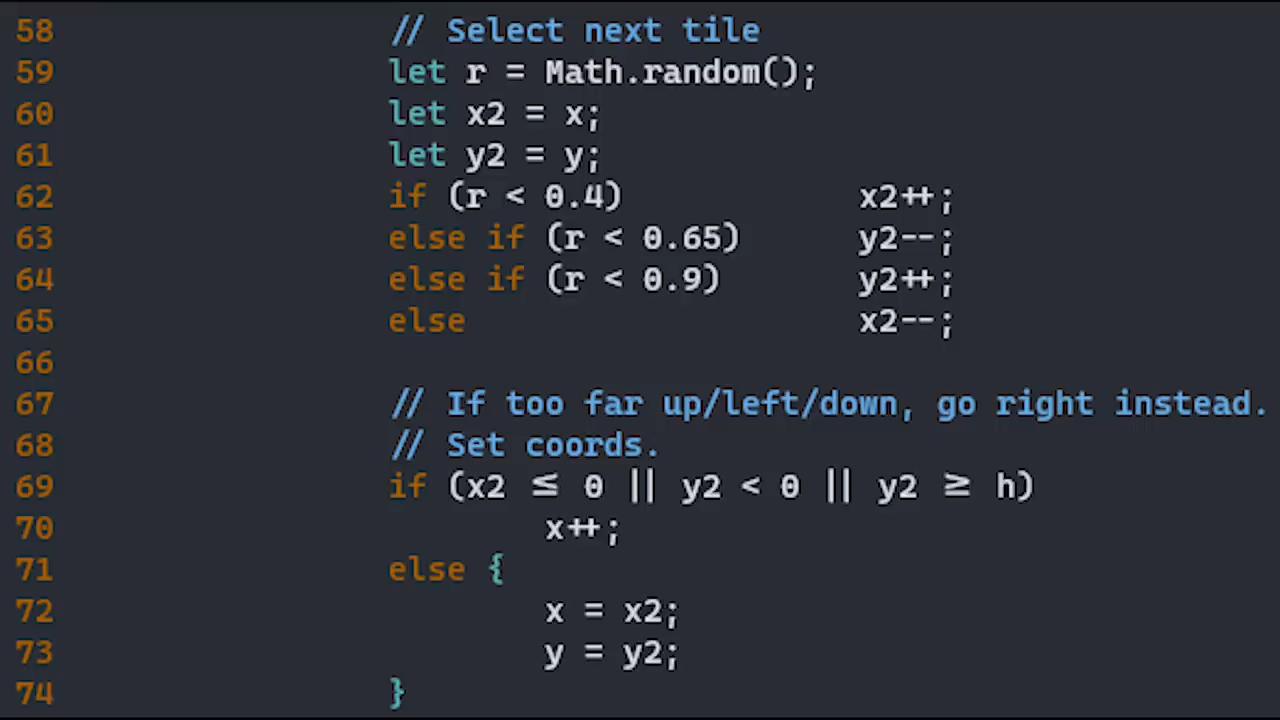 58 // Select next tile
59 let r = Math.random();
60 let x2 = x;
61 let y2 = y;
62 if (r < 0.4) x2++;
63 else if (r < 0.65) y2--;
64 else if (r < 0.9) y2++;
65 else x2--;
66
67 // If too far up/left/down, go right instead.
68 // Set coords.
69 if (x2 ≤ 0 || y2 < 0 || y2 ≥ h)
70 x++;
71 else {
72 x = x2;
73 y = y2;
74 }